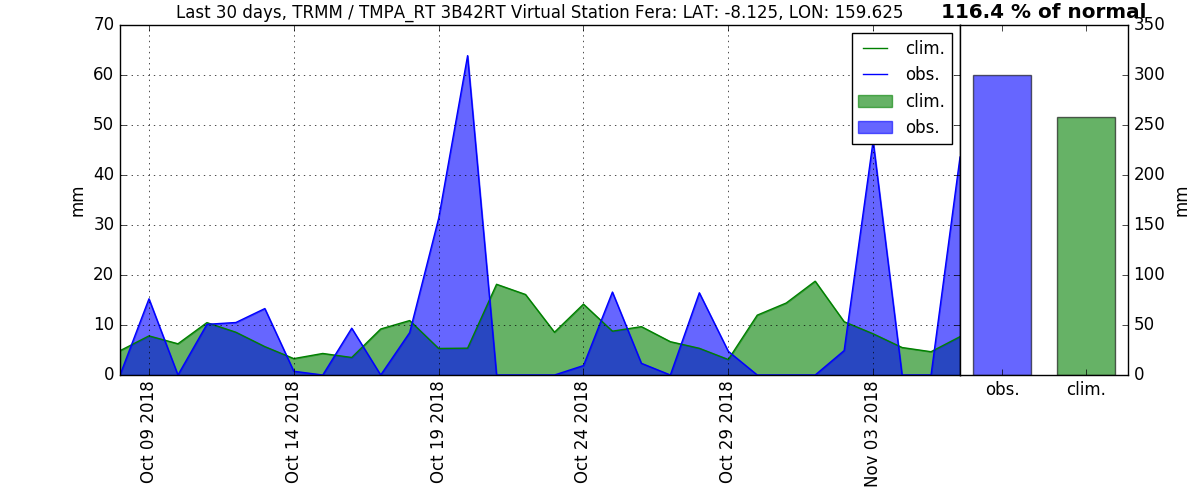 Last 30 days, TRMM / TMPA_RT 3B42RT Virtual Station Fera: LAT: -8.125, LON: 159.625
116.4 % of normal
70
60
50
40
30
20
10
0
mm
clim.
obs.
clim.
obs.
350
300
250
200
150
100
50
0
mm
Oct 09 2018
Oct 14 2018
Oct 19 2018
Oct 24 2018
Oct 29 2018
Nov 03 2018
obs.
clim.